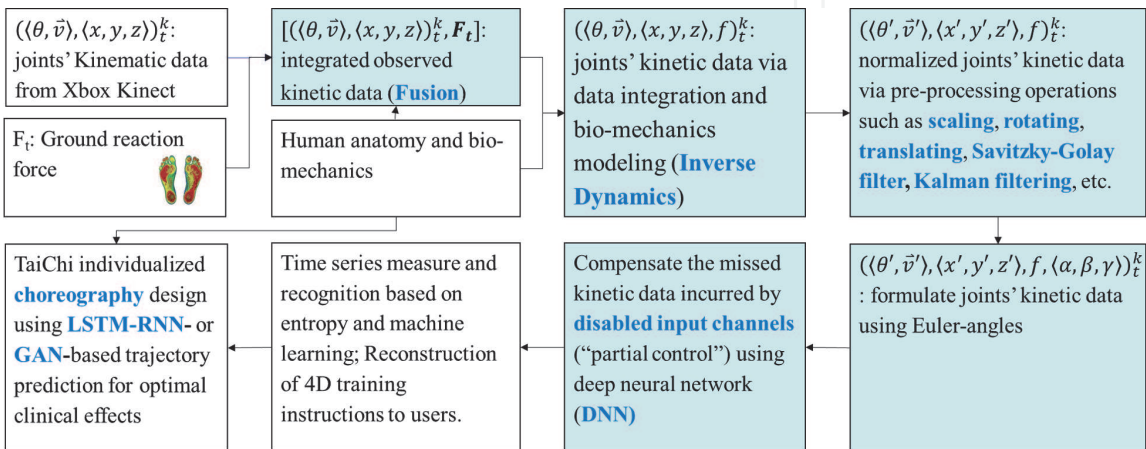 ((⟨θ, v⃗⟩, ⟨x, y, z⟩)ₜᵏ:
joints’ Kinematic data
from Xbox Kinect
Fₜ: Ground reaction
force
[((⟨θ, v⃗⟩, ⟨x, y, z⟩)ₜᵏ, Fₜ]:
integrated observed
kinetic data (Fusion)
Human anatomy and bio-
mechanics
((⟨θ, v⃗⟩, ⟨x, y, z⟩, f)ₜᵏ:
joints’ kinetic data via
data integration and
bio-mechanics
modeling (Inverse
Dynamics)
((⟨θ′, v⃗′⟩, ⟨x′, y′, z′⟩, f)ₜᵏ:
normalized joints’ kinetic data
via pre-processing operations
such as scaling, rotating,
translating, Savitzky-Golay
filter, Kalman filtering, etc.
TaiChi individualized
choreography design
using LSTM-RNN- or
GAN-based trajectory
prediction for optimal
clinical effects
Time series measure and
recognition based on
entropy and machine
learning; Reconstruction
of 4D training
instructions to users.
Compensate the missed
kinetic data incurred by
disabled input channels
(“partial control”) using
deep neural network
(DNN)
((⟨θ′, v⃗′⟩, ⟨x′, y′, z′⟩, f, ⟨α, β, γ⟩)ₜᵏ
: formulate joints’ kinetic data
using Euler-angles